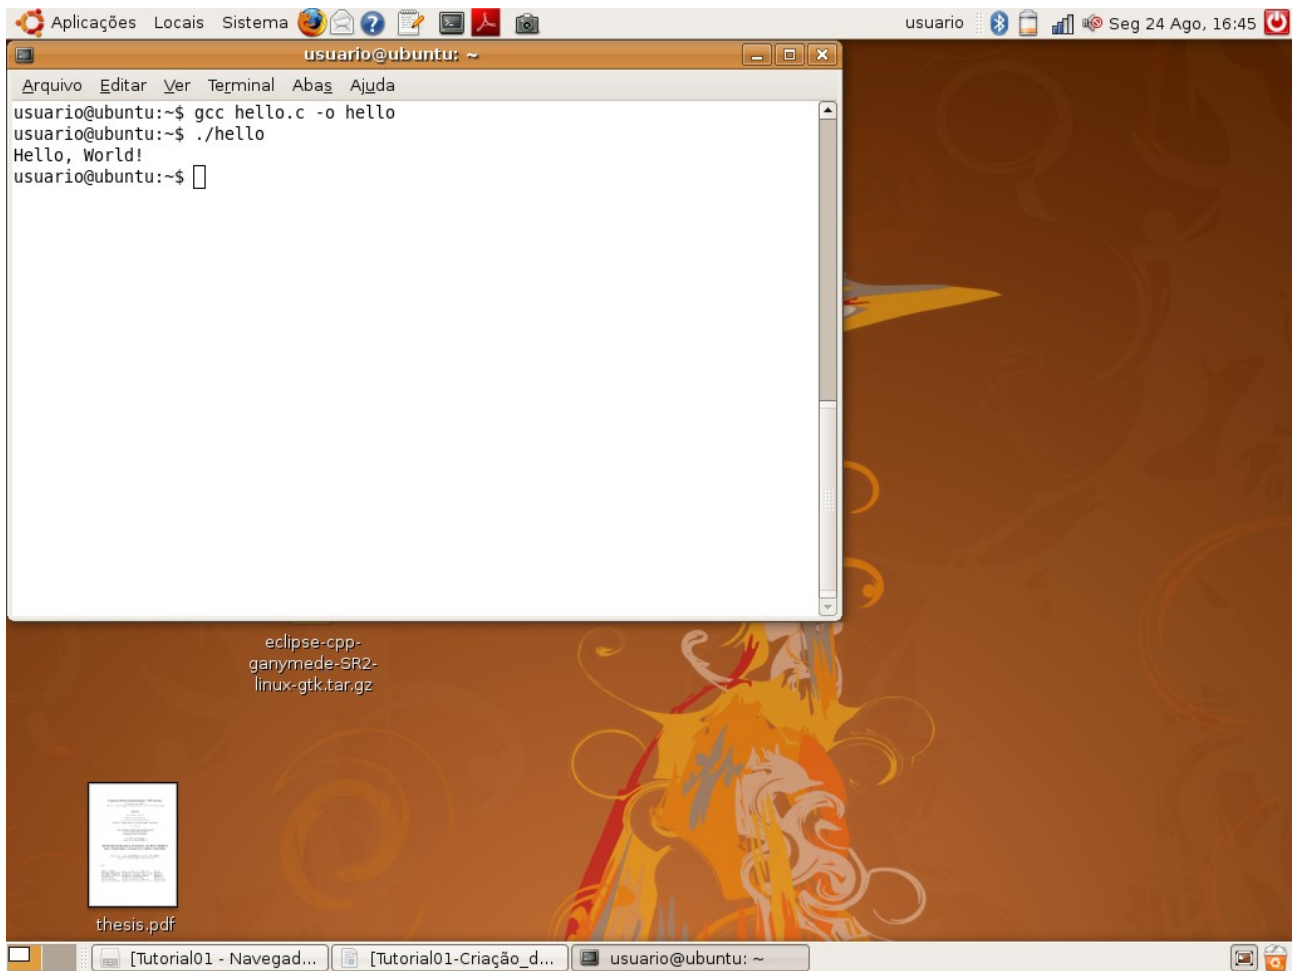 Aplicações Locais Sistema usuario Seg 24 Ago, 16:45
usuario@ubuntu: ~
Arquivo Editar Ver Terminal Abas Ajuda
usuario@ubuntu:~$ gcc hello.c -o hello
usuario@ubuntu:~$ ./hello
Hello, World!
usuario@ubuntu:~$
eclipse-cpp-
ganymede-SR2-
linux-gtk.tar.gz
thesis.pdf
[Tutorial01 - Navegad... [Tutorial01-Criação_d... usuario@ubuntu: ~